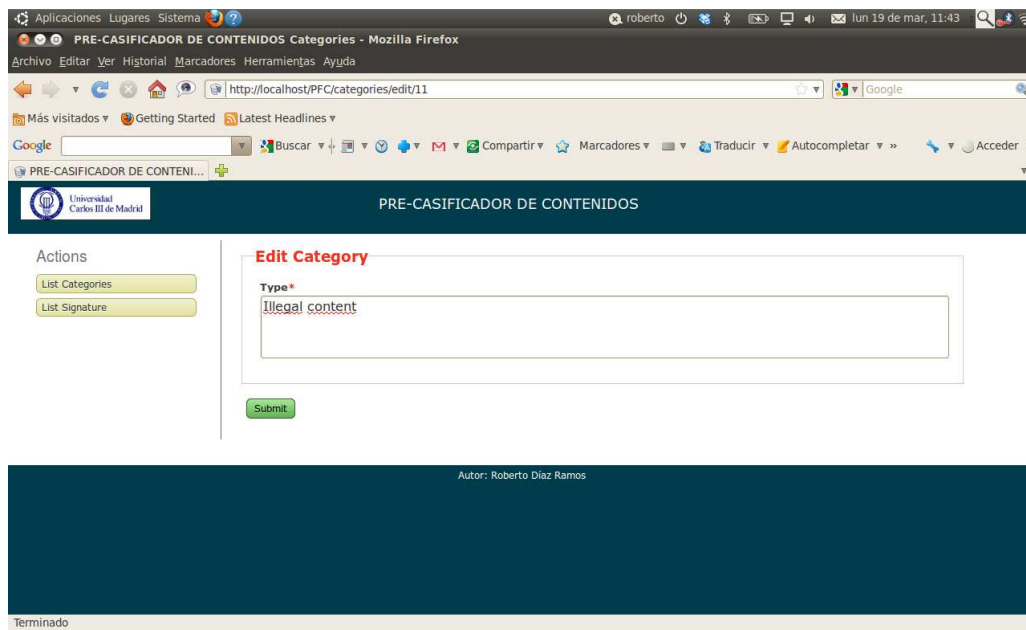 Aplicaciones Lugares Sistema ? roberto lun 19 de mar, 11:43
PRE-CASIFICADOR DE CONTENIDOS Categories - Mozilla Firefox
Archivo Editar Ver Historial Marcadores Herramientas Ayuda
http://localhost/PFC/categories/edit/11 Google
Más visitados Getting Started Latest Headlines
Google Buscar Compartir Marcadores Traducir Autocompletar » Acceder
PRE-CASIFICADOR DE CONTENI...
Universidad
Carlos III de Madrid
PRE-CASIFICADOR DE CONTENIDOS
Actions
List Categories
List Signature
Edit Category
Type*
Illegal content
Submit
Autor: Roberto Díaz Ramos
Terminado